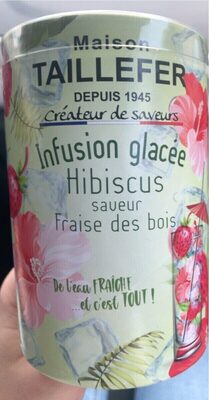 Maison
TAILLEFER
DEPUIS 1945
Créateur de saveurs
Infusion glacée
Hibiscus
saveur
Fraise des bois
De l'eau FRAÎCHE
...et c'est TOUT !